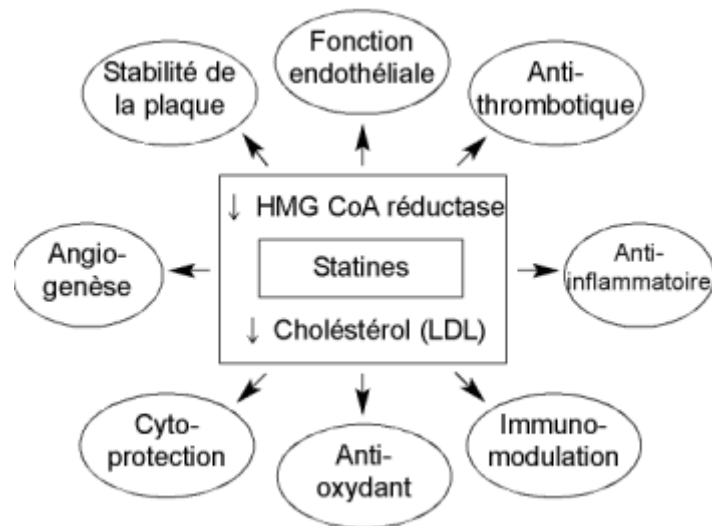 Fonction
endothéliale
Stabilité de
la plaque
Anti-
thrombotique
↓ HMG CoA réductase
Statines
↓ Choléstérol (LDL)
Angio-
genèse
Anti-
inflammatoire
Cyto-
protection
Anti-
oxydant
Immuno-
modulation